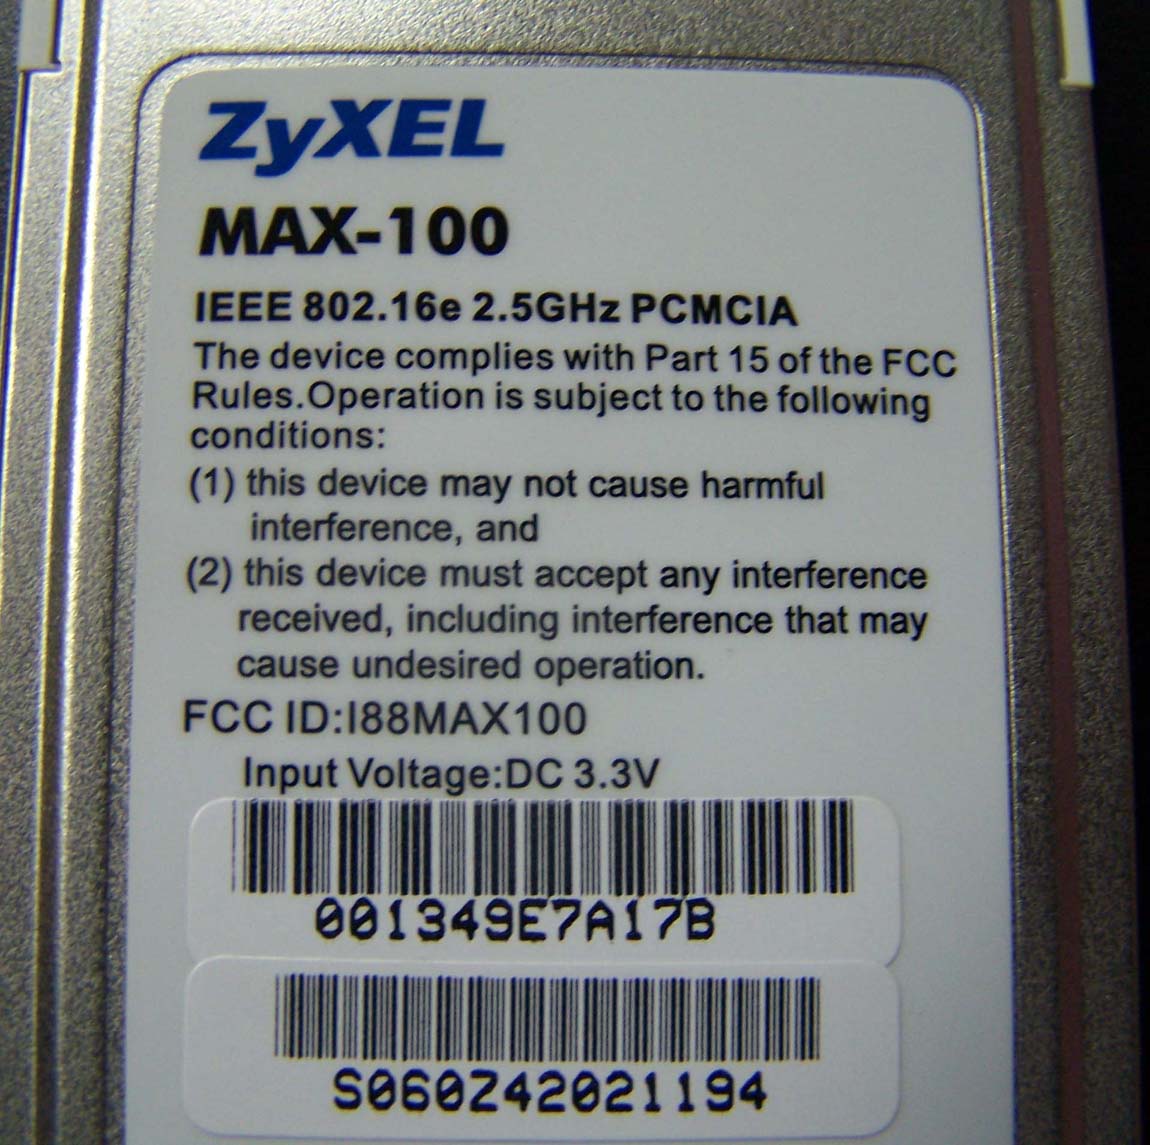 ZyXEL
MAX-100
IEEE 802.16e 2.5GHz PCMCIA
The device complies with Part 15 of the FCC
Rules.Operation is subject to the following
conditions:
(1) this device may not cause harmful
interference, and
(2) this device must accept any interference
received, including interference that may
cause undesired operation.
FCC ID:I88MAX100
Input Voltage:DC 3.3V
001349E7A17B
S060Z42021194